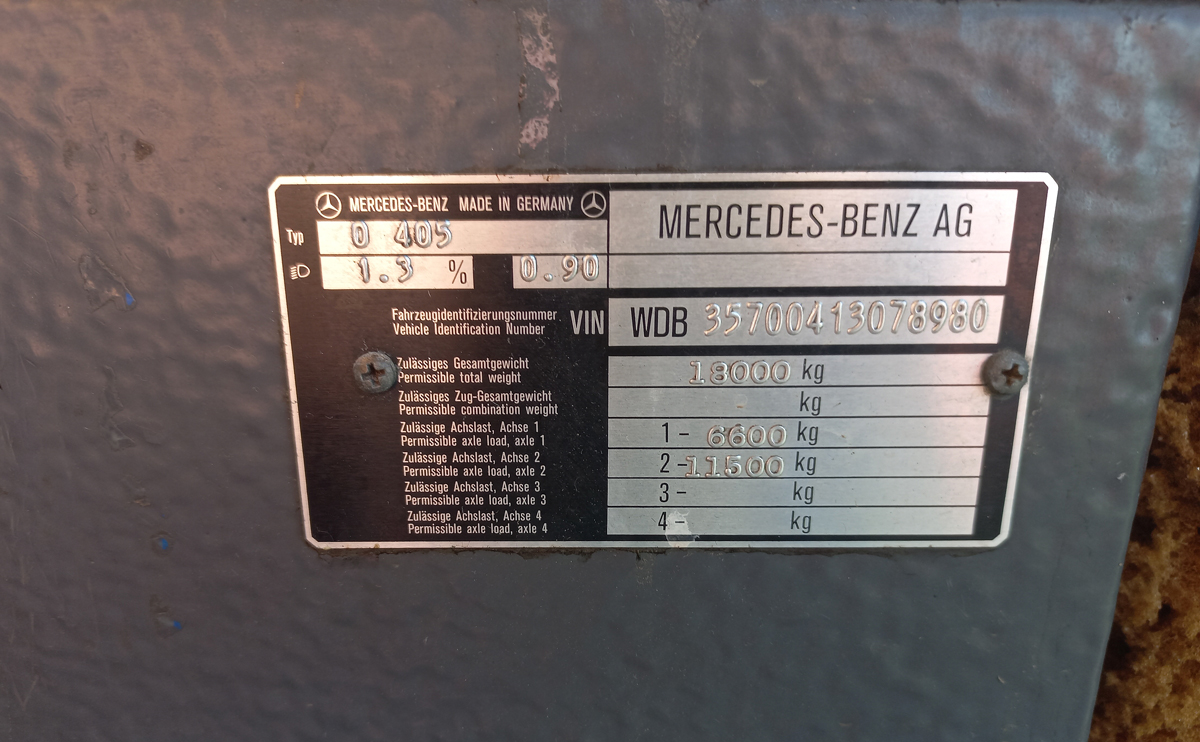 MERCEDES-BENZ MADE IN GERMANY
MERCEDES-BENZ AG
Typ O 405
1.3 % 0.90
Fahrzeugidentifizierungsnummer
Vehicle Identification Number
VIN WDB 35700413078980
Zulässiges Gesamtgewicht
Permissible total weight
18000 kg
Zulässiges Zug-Gesamtgewicht
Permissible combination weight
kg
Zulässige Achslast, Achse 1
Permissible axle load, axle 1
1 - 6600 kg
Zulässige Achslast, Achse 2
Permissible axle load, axle 2
2 - 11500 kg
Zulässige Achslast, Achse 3
Permissible axle load, axle 3
3 - kg
Zulässige Achslast, Achse 4
Permissible axle load, axle 4
4 - kg